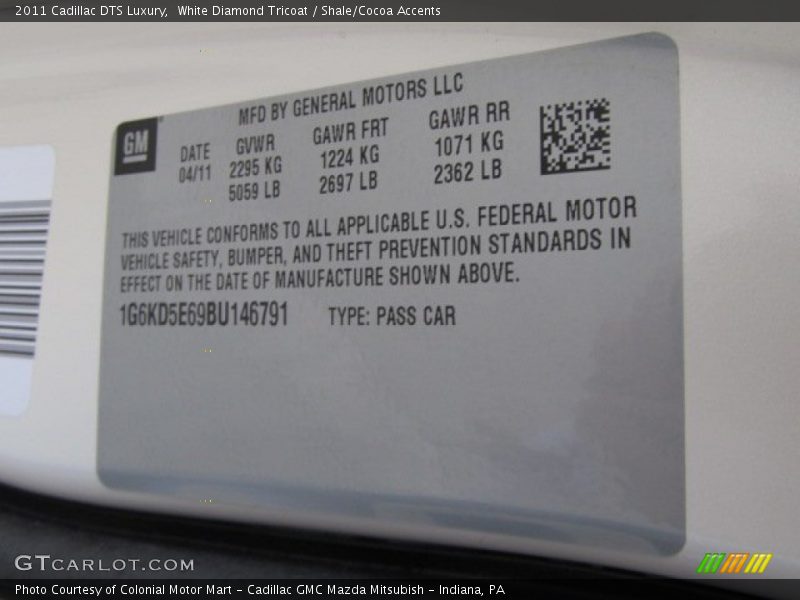 2011 Cadillac DTS Luxury,  White Diamond Tricoat / Shale/Cocoa Accents
MFD BY GENERAL MOTORS LLC
GM
DATE GVWR GAWR FRT GAWR RR
04/11 2295 KG 1224 KG 1071 KG
5059 LB 2697 LB 2362 LB
THIS VEHICLE CONFORMS TO ALL APPLICABLE U.S. FEDERAL MOTOR
VEHICLE SAFETY, BUMPER, AND THEFT PREVENTION STANDARDS IN
EFFECT ON THE DATE OF MANUFACTURE SHOWN ABOVE.
1G6KD5E69BU146791 TYPE: PASS CAR
GTCARLOT.COM
Photo Courtesy of Colonial Motor Mart - Cadillac GMC Mazda Mitsubish - Indiana, PA